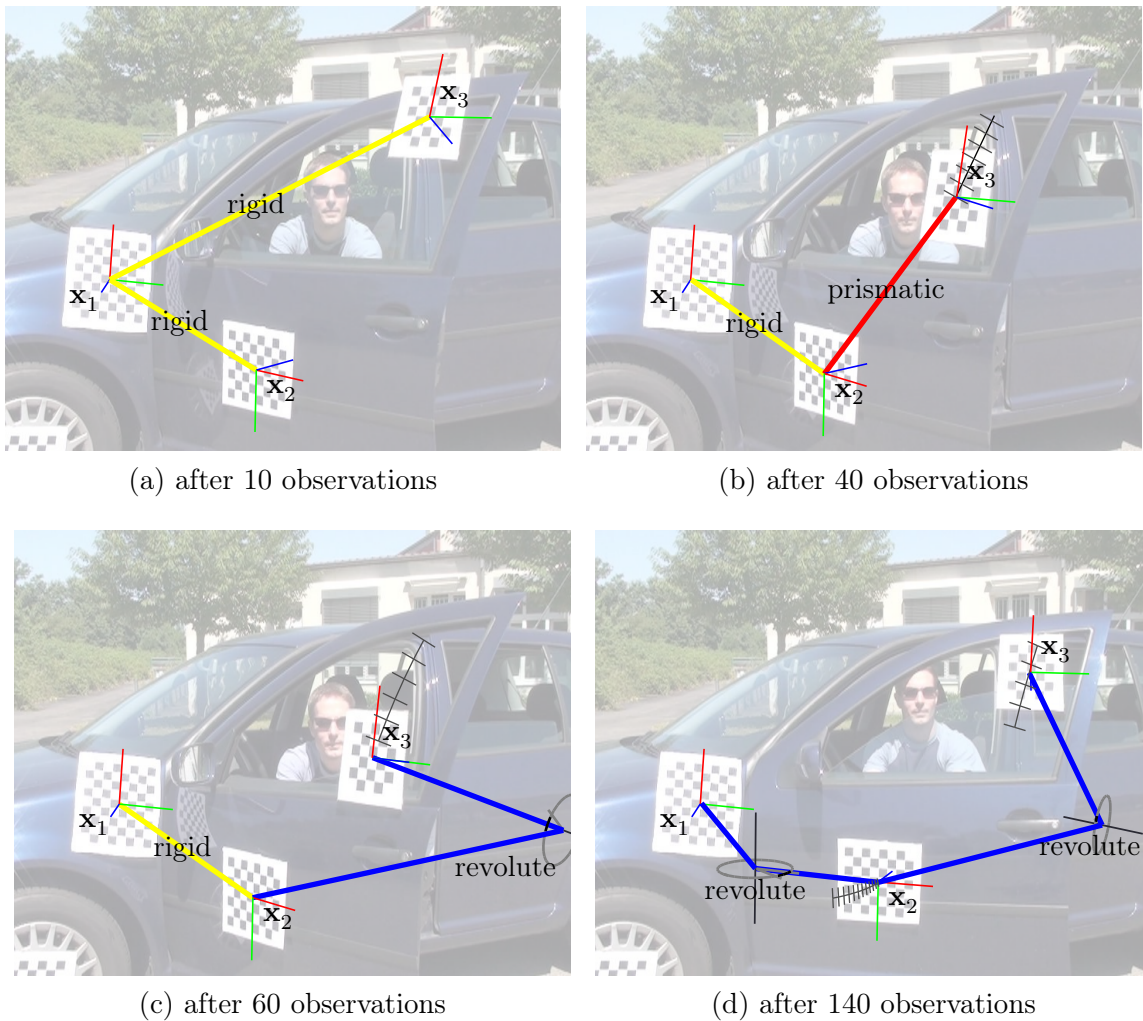 x3
rigid
x1
rigid
x2
(a) after 10 observations
x3
prismatic
x1
rigid
x2
(b) after 40 observations
x3
x1
rigid
revolute
x2
(c) after 60 observations
x3
x1
revolute
revolute
x2
(d) after 140 observations